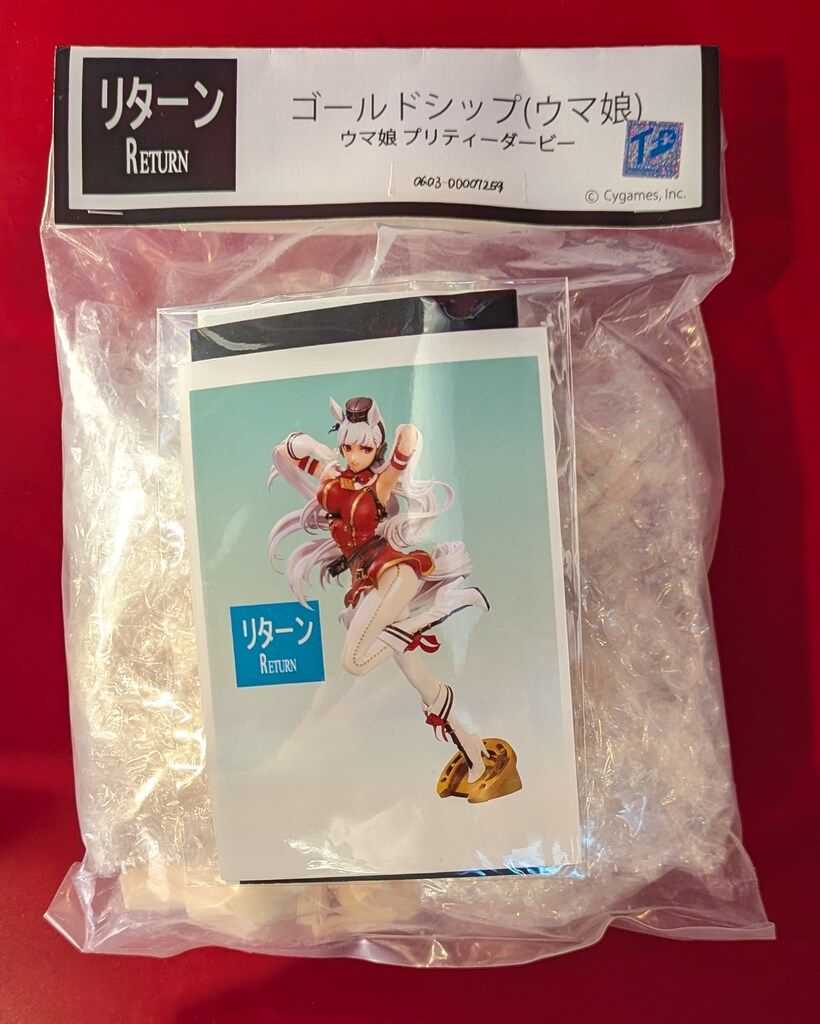 リターン
RETURN
ゴールドシップ(ウマ娘)
ウマ娘 プリティーダービー
0603-00007259
© Cygames, Inc.
リターン
RETURN